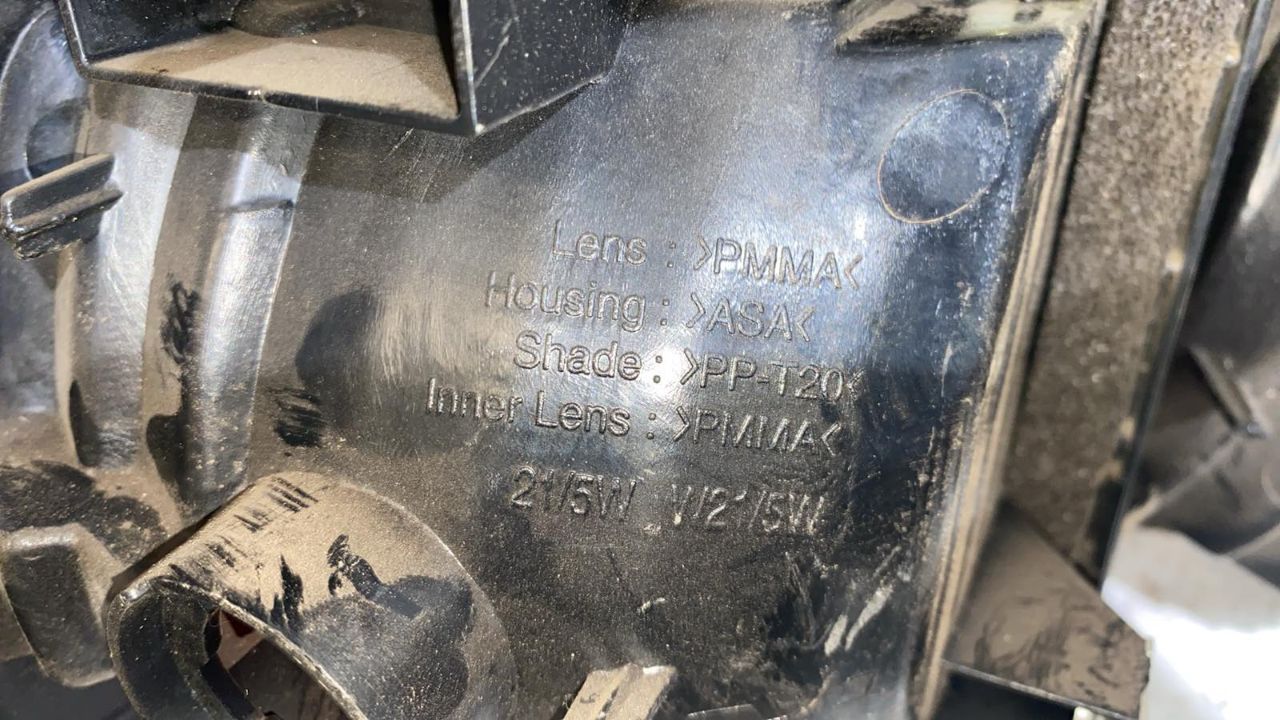 Lens : >PMMA<
Housing : >ASA<
Shade : >PP-T20<
Inner Lens : >PMMA<
21/5W W21/5W